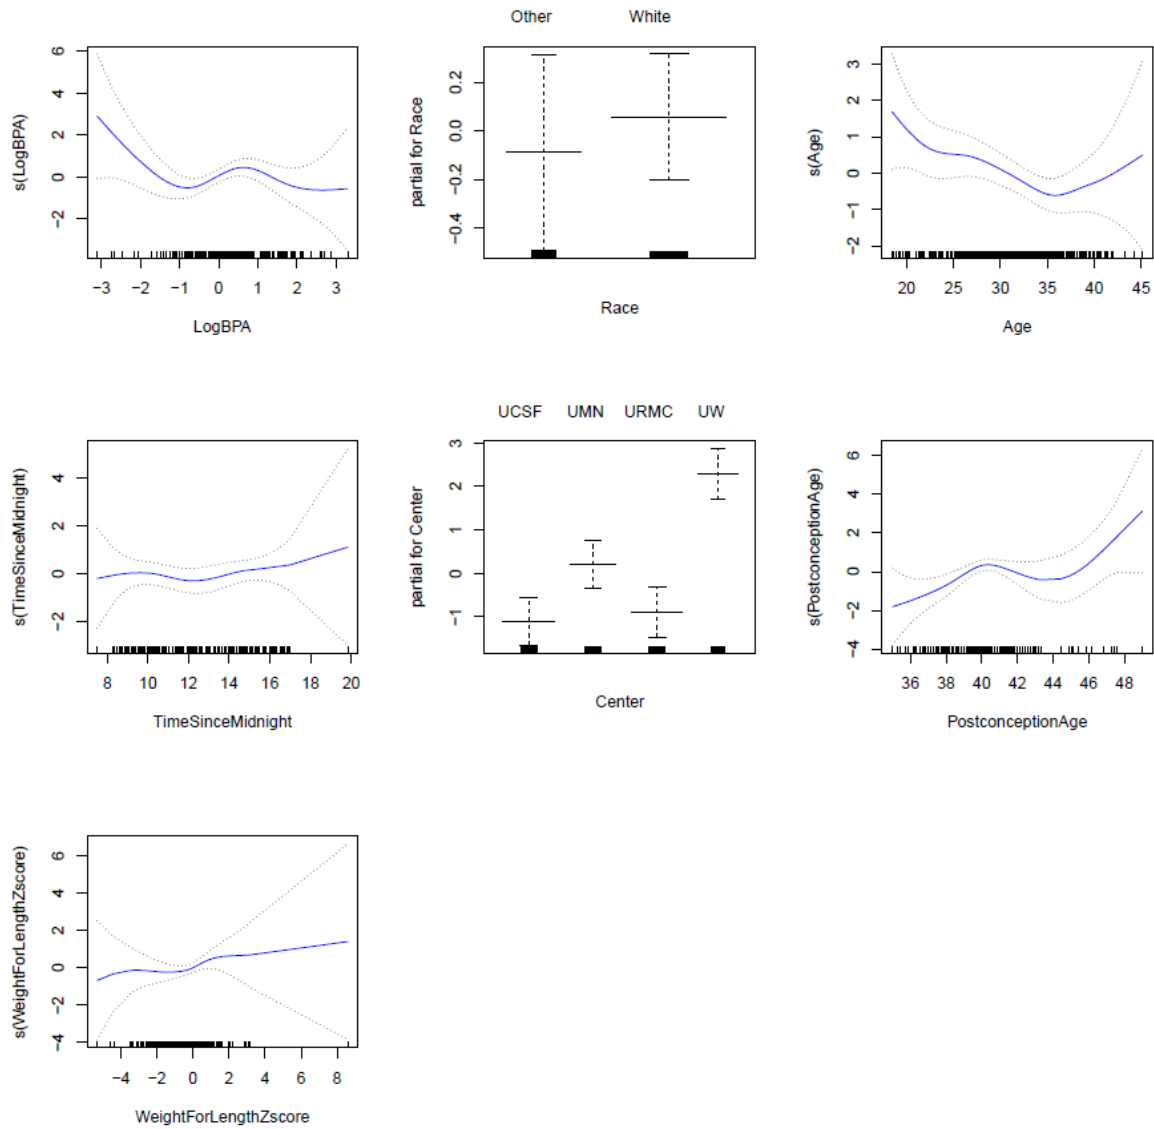 Other White
s(LogBPA)
6
4
2
0
−2
−3 −2 −1 0 1 2 3
LogBPA
partial for Race
0.2
0.0
−0.2
−0.4
Race
s(Age)
3
2
1
0
−1
−2
20 25 30 35 40 45
Age
s(TimeSinceMidnight)
4
2
0
−2
8 10 12 14 16 18 20
TimeSinceMidnight
UCSF UMN URMC UW
partial for Center
3
2
1
0
−1
Center
s(PostconceptionAge)
6
4
2
0
−2
−4
36 38 40 42 44 46 48
PostconceptionAge
s(WeightForLengthZscore)
6
4
2
0
−2
−4
−4 −2 0 2 4 6 8
WeightForLengthZscore